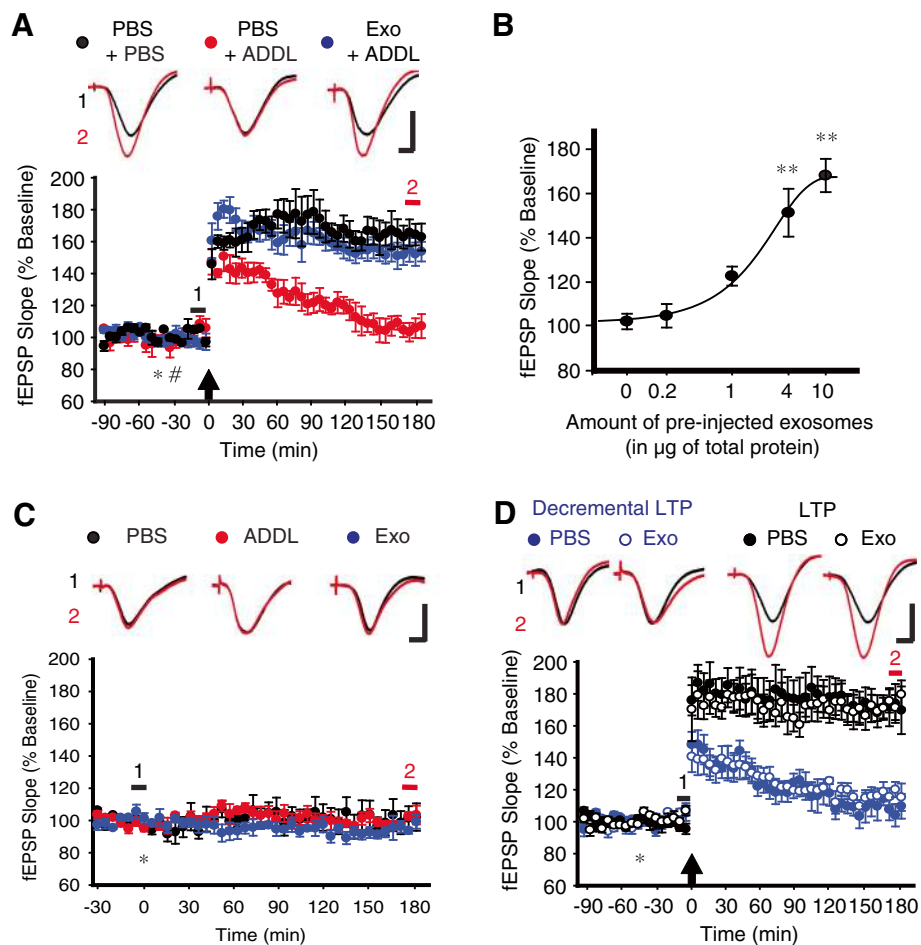 A
PBS
+ PBS
PBS
+ ADDL
Exo
+ ADDL
1
2
fEPSP Slope (% Baseline)
200
180
160
140
120
100
80
60
1
2
* #
-90 -60 -30 0 30 60 90 120 150 180
Time (min)
B
fEPSP Slope (% Baseline)
180
160
140
120
100
80
**
**
0 0.2 1 4 10
Amount of pre-injected exosomes
(in µg of total protein)
C
PBS ADDL Exo
1
2
fEPSP Slope (% Baseline)
200
180
160
140
120
100
80
60
1
2
*
-30 0 30 60 90 120 150 180
Time (min)
D
Decremental LTP LTP
PBS Exo PBS Exo
1
2
fEPSP Slope (% Baseline)
200
180
160
140
120
100
80
60
1
2
*
-90 -60 -30 0 30 60 90 120 150 180
Time (min)